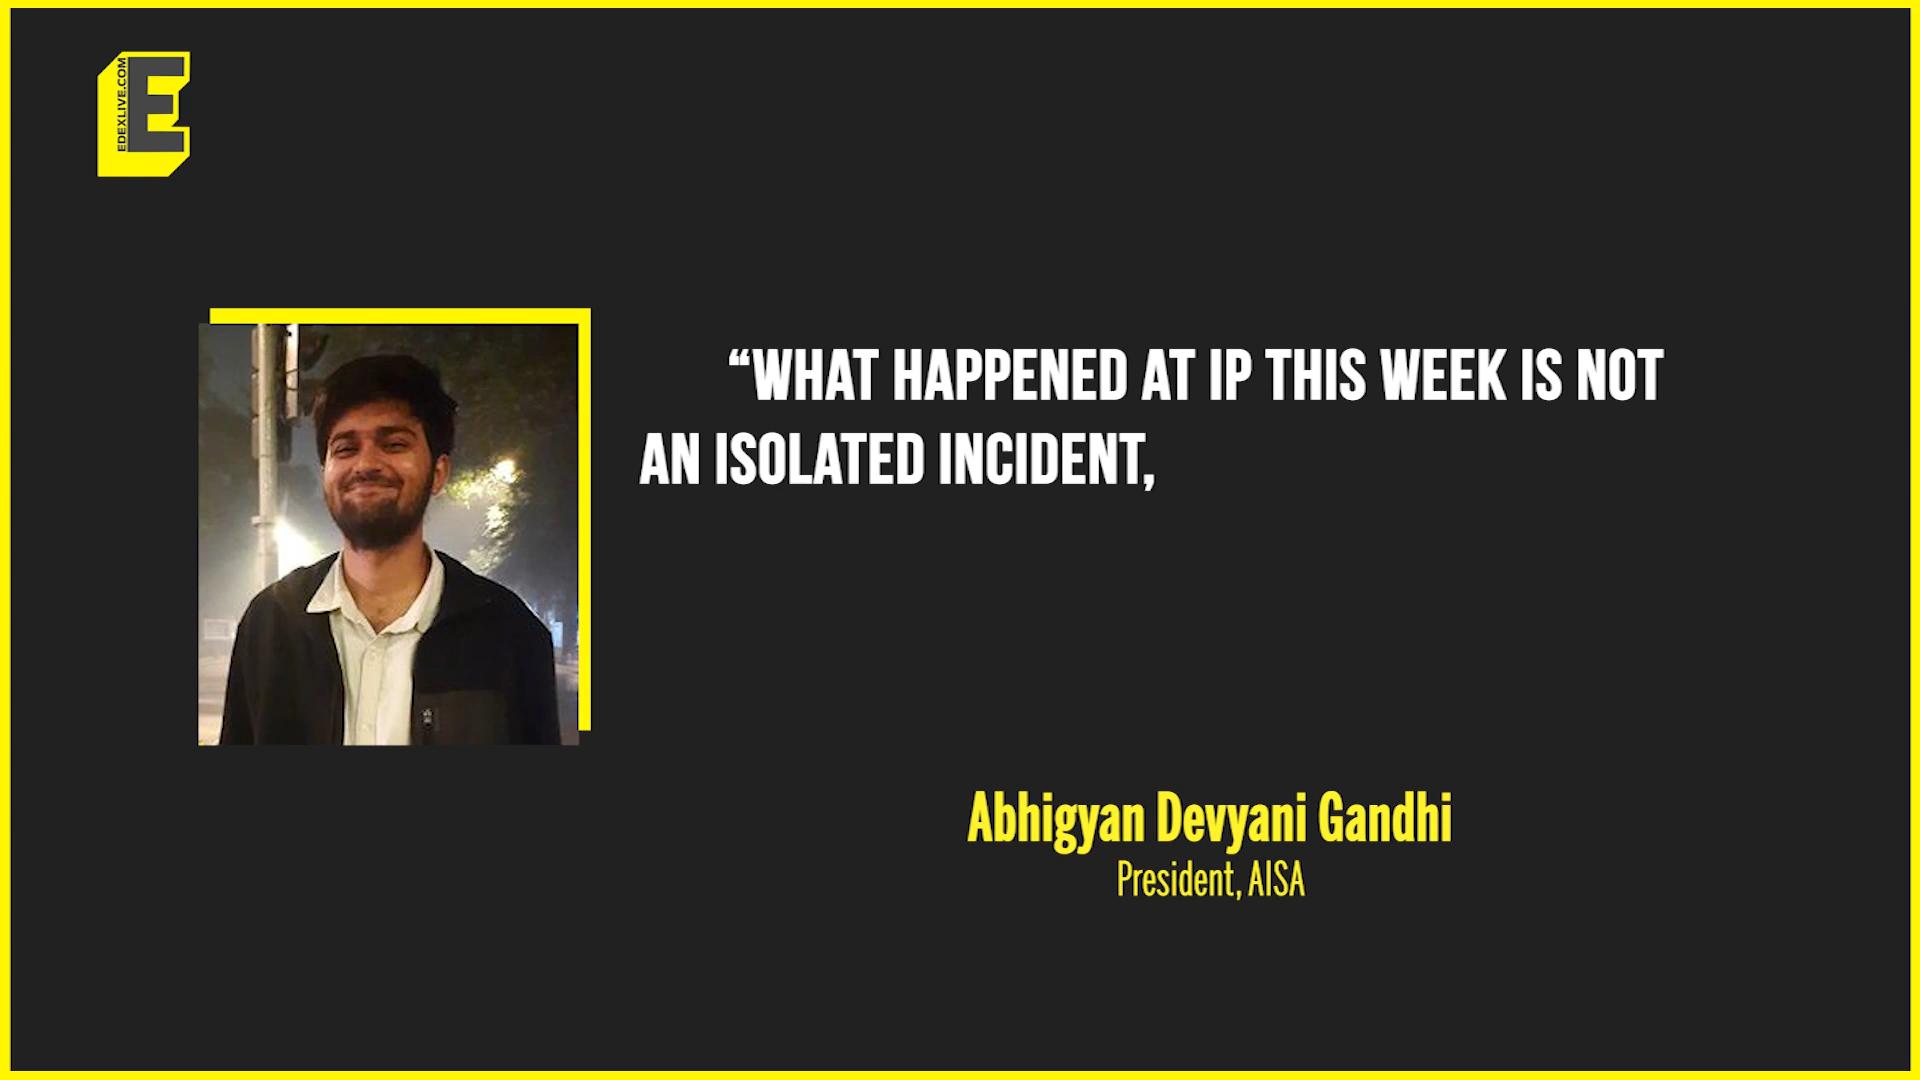 EDEXLIVE.COM
E
“WHAT HAPPENED AT IP THIS WEEK IS NOT
AN ISOLATED INCIDENT,
Abhigyan Devyani Gandhi
President, AISA